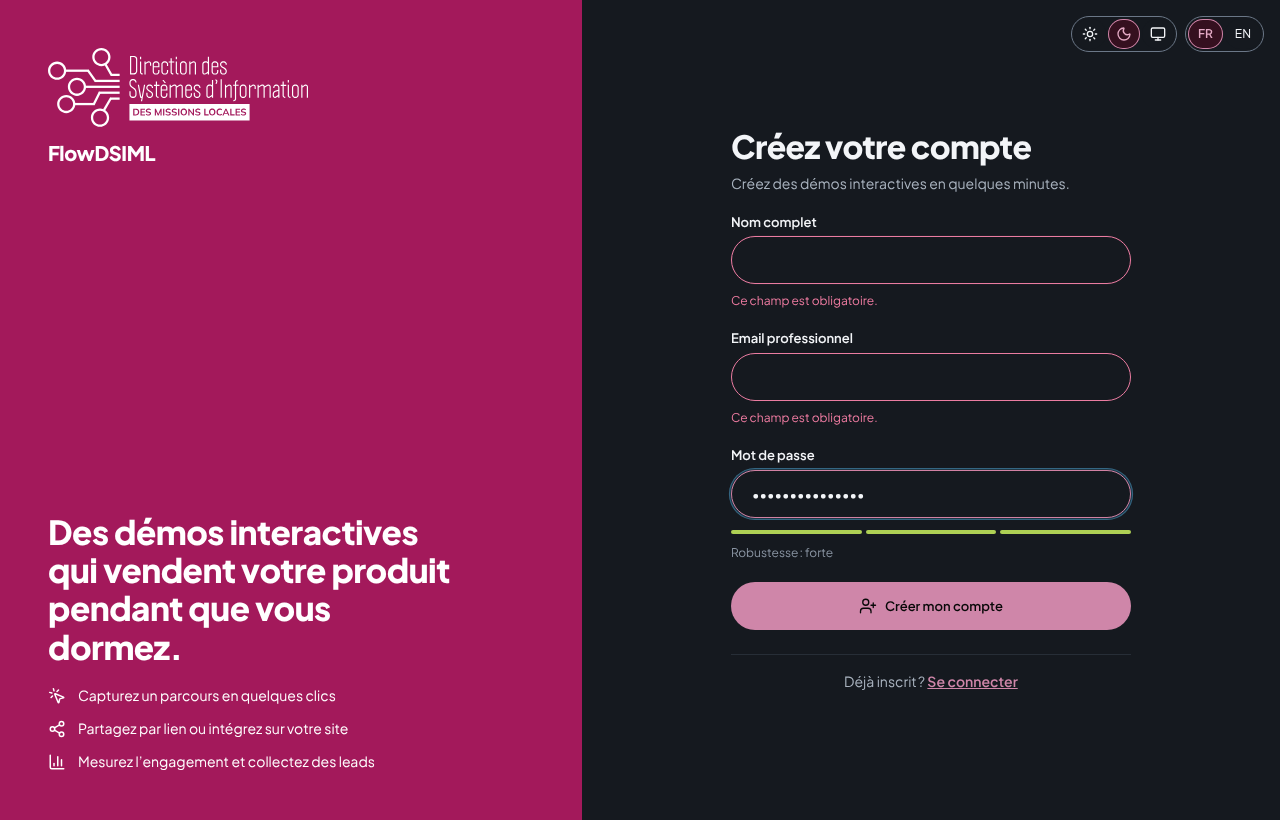 Direction des
Systèmes d'Information
DES MISSIONS LOCALES
FlowDSIML
Des démos interactives
qui vendent votre produit
pendant que vous
dormez.
Capturez un parcours en quelques clics
Partagez par lien ou intégrez sur votre site
Mesurez l'engagement et collectez des leads
FR
EN
Créez votre compte
Créez des démos interactives en quelques minutes.
Nom complet
Ce champ est obligatoire.
Email professionnel
Ce champ est obligatoire.
Mot de passe
•••••••••••••••
Robustesse : forte
Créer mon compte
Déjà inscrit ? Se connecter